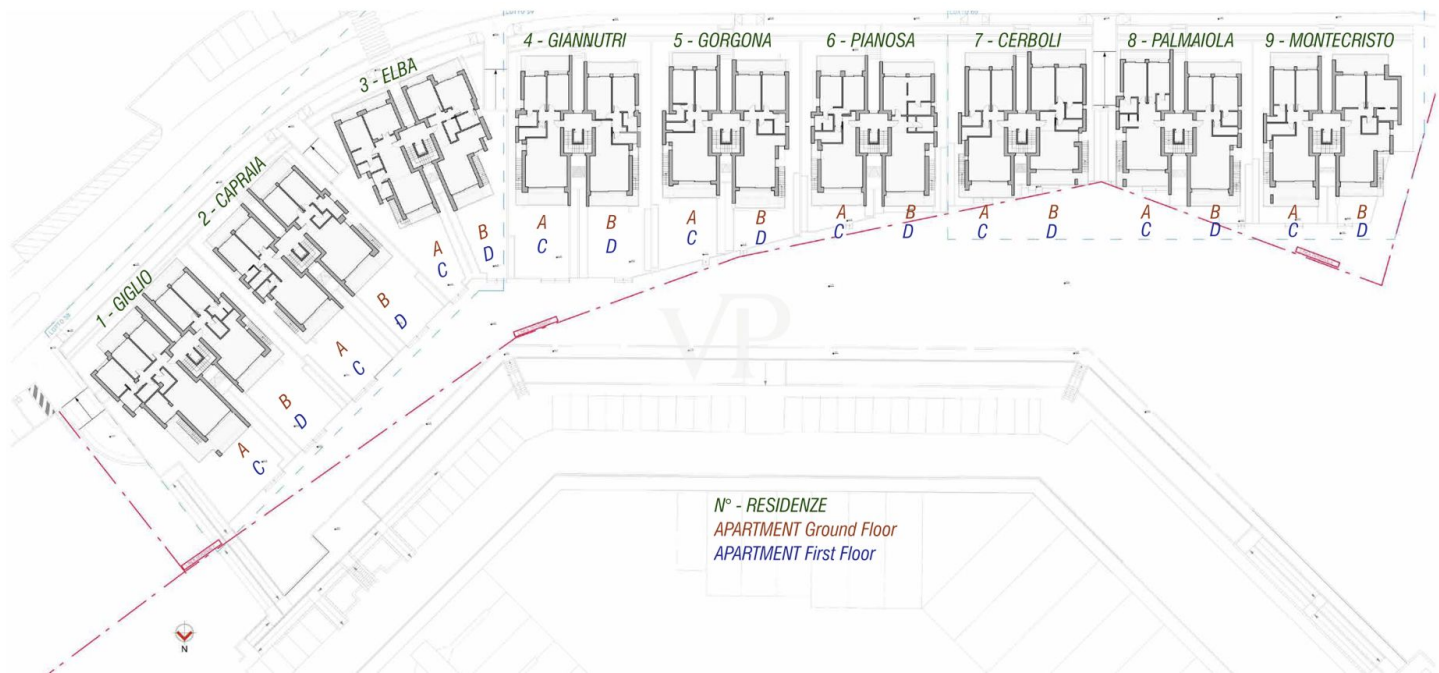 4 - GIANNUTRI
5 - GORGONA
6 - PIANOSA
7 - CERBOLI
8 - PALMAIOLA
9 - MONTECRISTO
3 - ELBA
2 - CAPRAIA
1 - GIGLIO
A B
C D
A B
C D
A B
C D
A B
C D
A B
C D
A B
C D
A B
C D
A B
C D
A B
C D
VP
N° - RESIDENZE
APARTMENT Ground Floor
APARTMENT First Floor
N